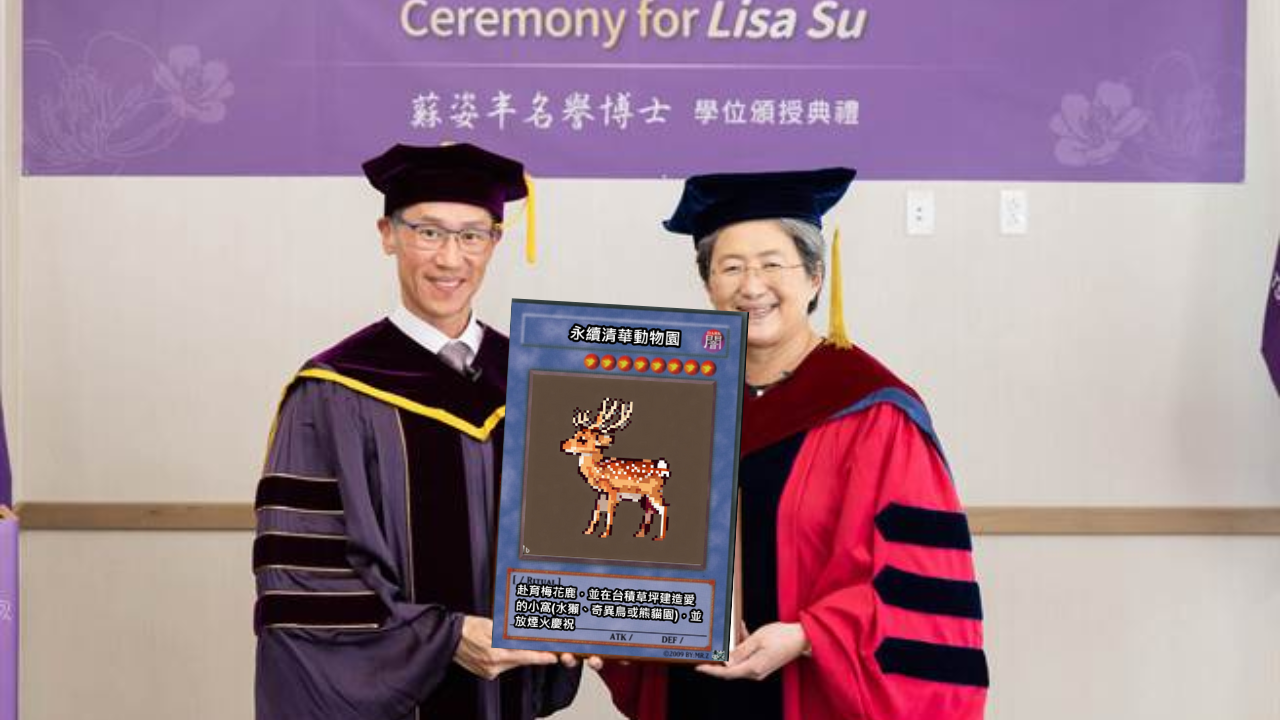 Ceremony for Lisa Su
蘇姿丰名譽博士 學位頒授典禮
永續清華動物園
闇
[ / RITUAL ]
赴育梅花鹿，並在台積草坪建造愛
的小窩(水獺、奇異鳥或熊貓園)，並
放煙火慶祝
ATK / DEF /